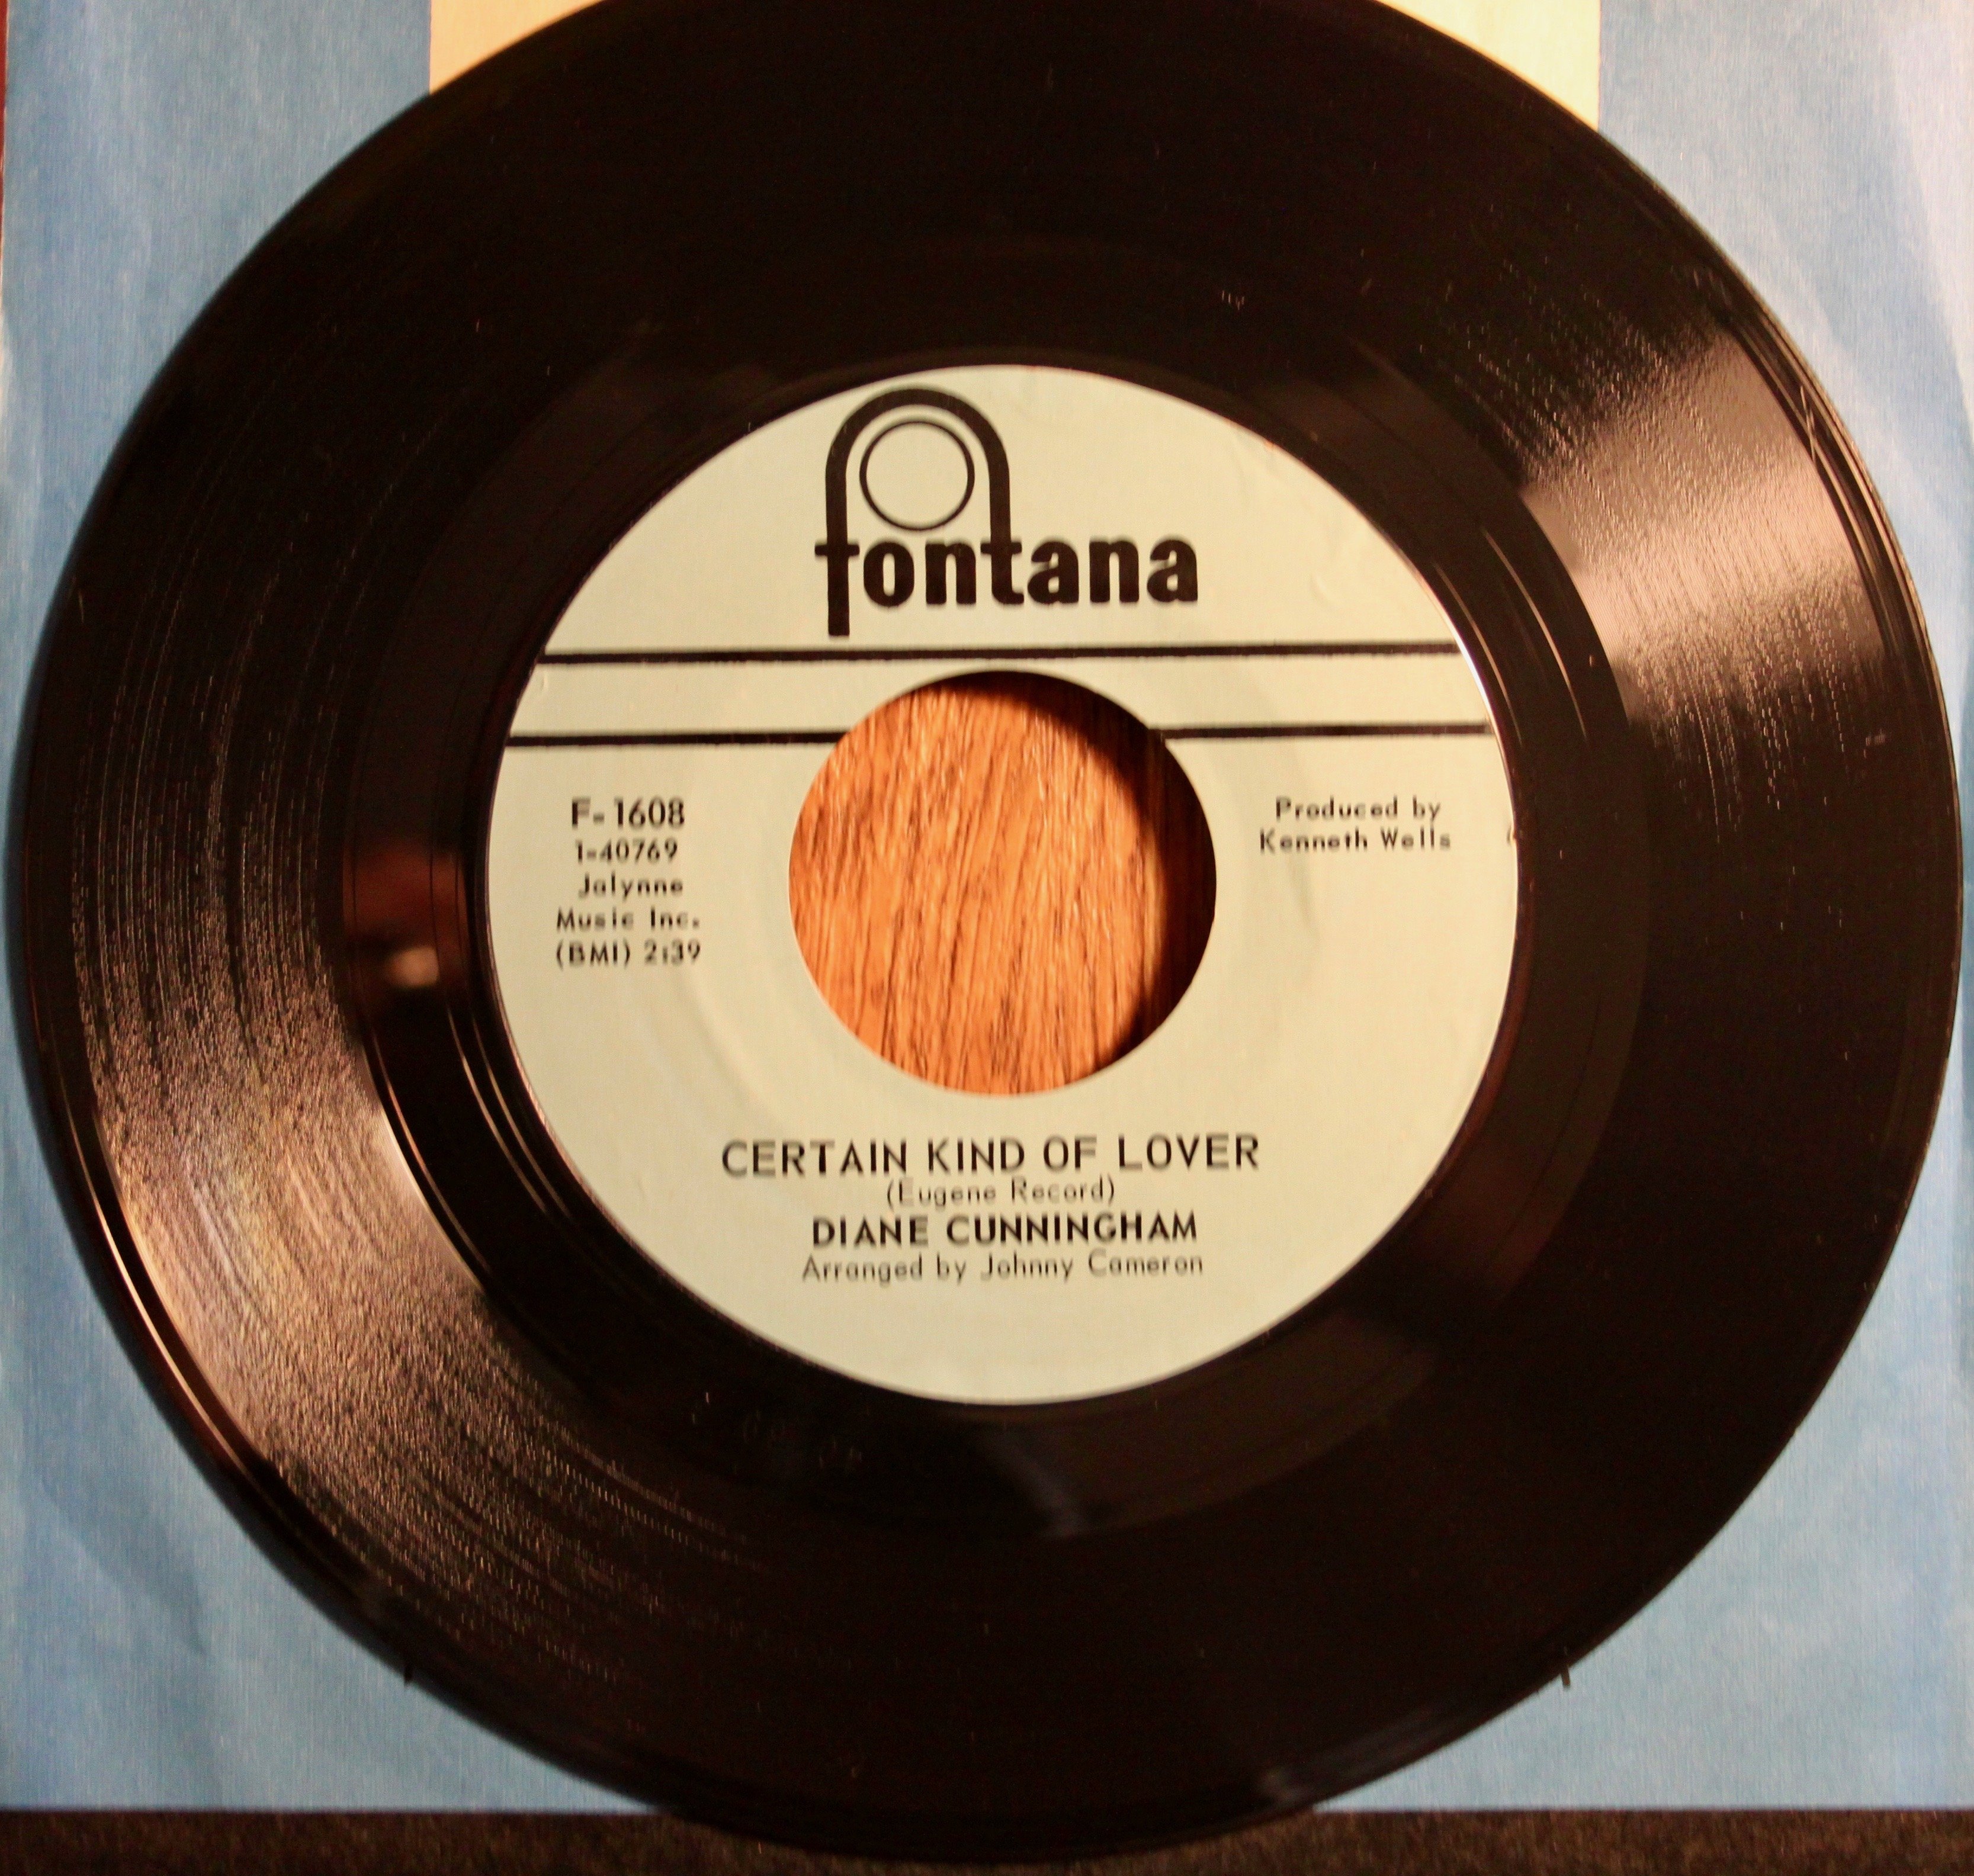 fontana
F-1608
1-40769
Jalynne
Music Inc.
(BMI) 2:39
Produced by
Kenneth Wells
CERTAIN KIND OF LOVER
(Eugene Record)
DIANE CUNNINGHAM
Arranged by Johnny Cameron